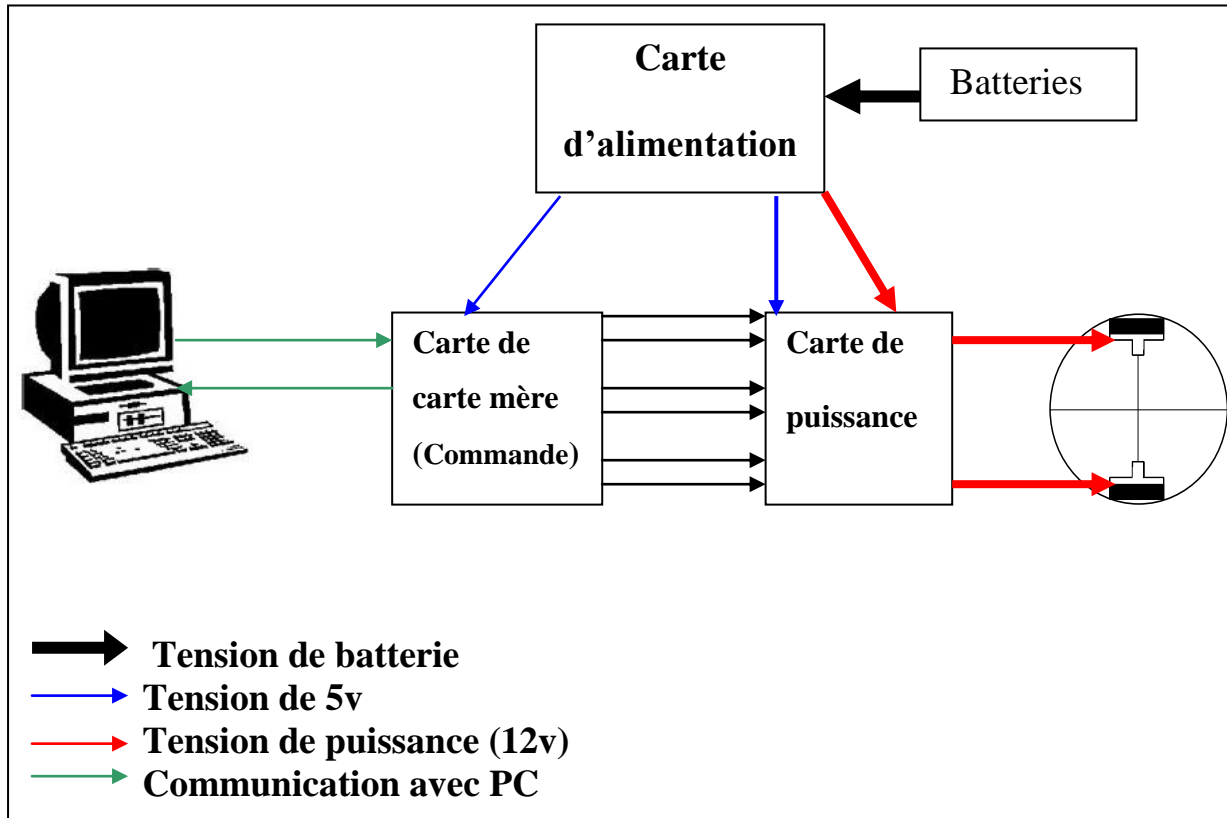 Carte
d’alimentation
Batteries
Carte de
carte mère
(Commande)
Carte de
puissance
Tension de batterie
Tension de 5v
Tension de puissance (12v)
Communication avec PC